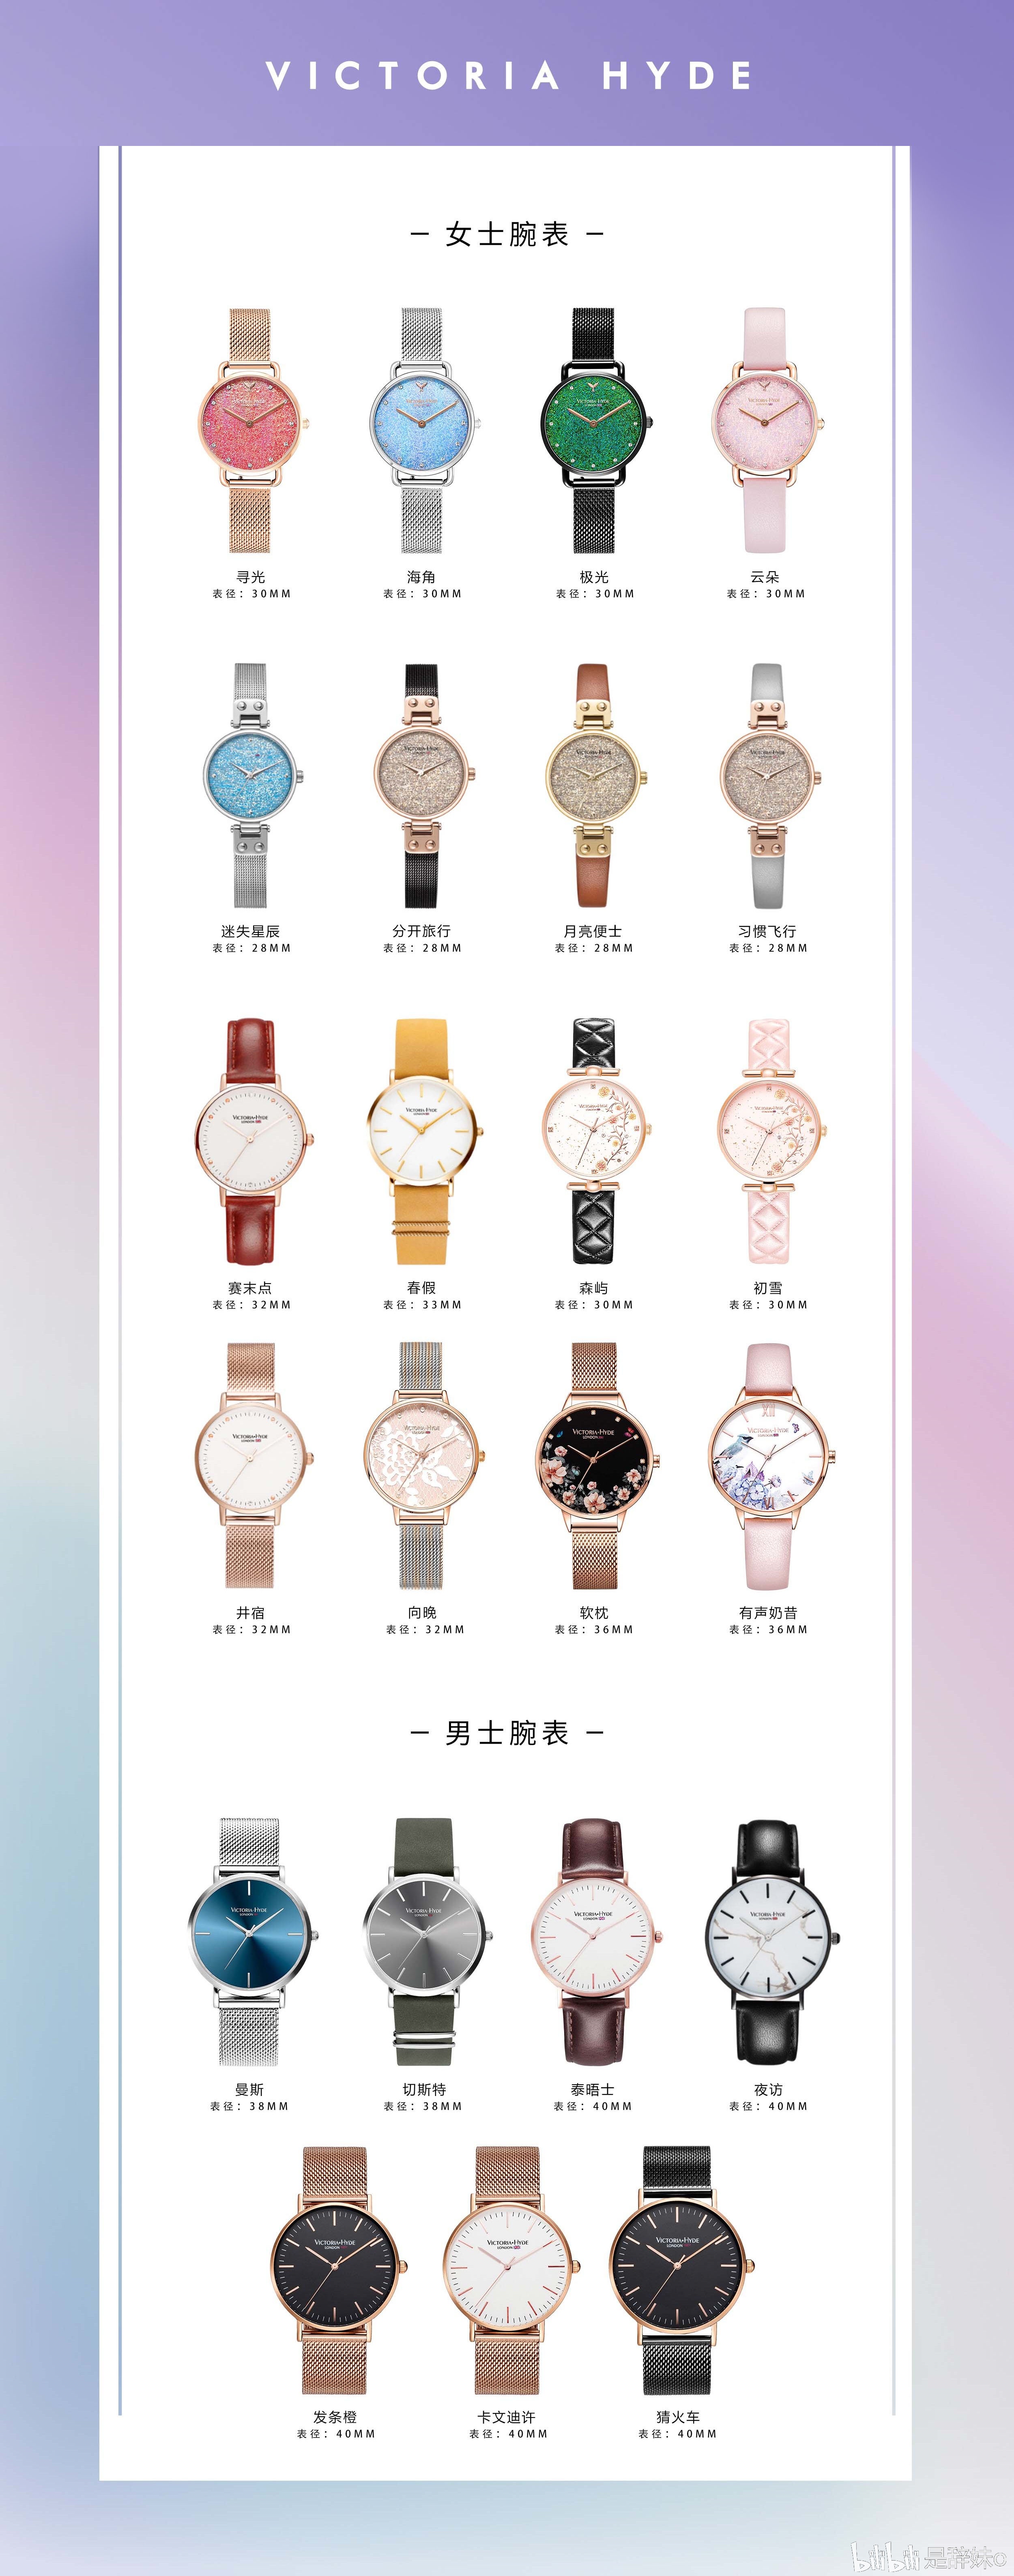 VICTORIA HYDE
– 女士腕表 –
寻光 海角 极光 云朵
表径：30MM 表径：30MM 表径：30MM 表径：30MM
迷失星辰 分开旅行 月亮便士 习惯飞行
表径：28MM 表径：28MM 表径：28MM 表径：28MM
赛末点 春假 森屿 初雪
表径：32MM 表径：33MM 表径：30MM 表径：30MM
井宿 向晚 软枕 有声奶昔
表径：32MM 表径：32MM 表径：36MM 表径：36MM
– 男士腕表 –
曼斯 切斯特 泰晤士 夜访
表径：38MM 表径：38MM 表径：40MM 表径：40MM
发条橙 卡文迪许 猜火车
表径：40MM 表径：40MM 表径：40MM
bilibili 是辞妹o